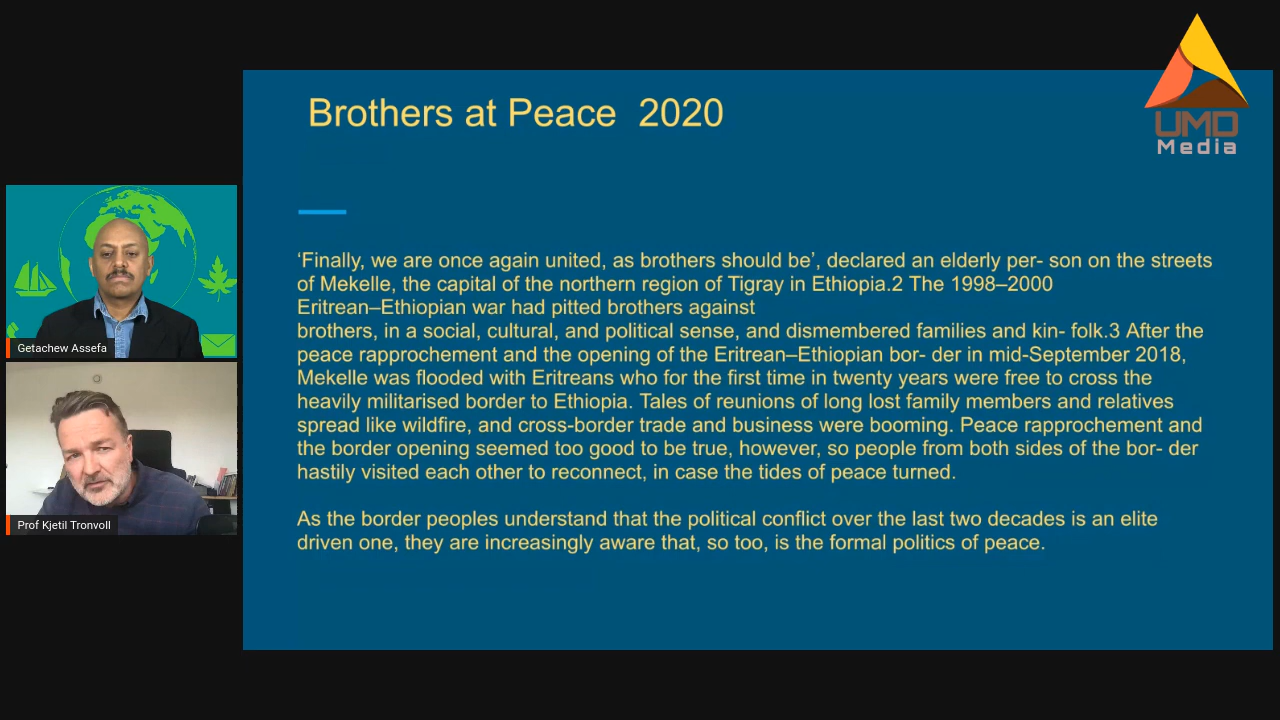 Brothers at Peace 2020
UMD
Media
‘Finally, we are once again united, as brothers should be’, declared an elderly per- son on the streets
of Mekelle, the capital of the northern region of Tigray in Ethiopia.2 The 1998–2000
Eritrean–Ethiopian war had pitted brothers against
brothers, in a social, cultural, and political sense, and dismembered families and kin- folk.3 After the
peace rapprochement and the opening of the Eritrean–Ethiopian bor- der in mid-September 2018,
Mekelle was flooded with Eritreans who for the first time in twenty years were free to cross the
heavily militarised border to Ethiopia. Tales of reunions of long lost family members and relatives
spread like wildfire, and cross-border trade and business were booming. Peace rapprochement and
the border opening seemed too good to be true, however, so people from both sides of the bor- der
hastily visited each other to reconnect, in case the tides of peace turned.
As the border peoples understand that the political conflict over the last two decades is an elite
driven one, they are increasingly aware that, so too, is the formal politics of peace.
Getachew Assefa
Prof Kjetil Tronvoll